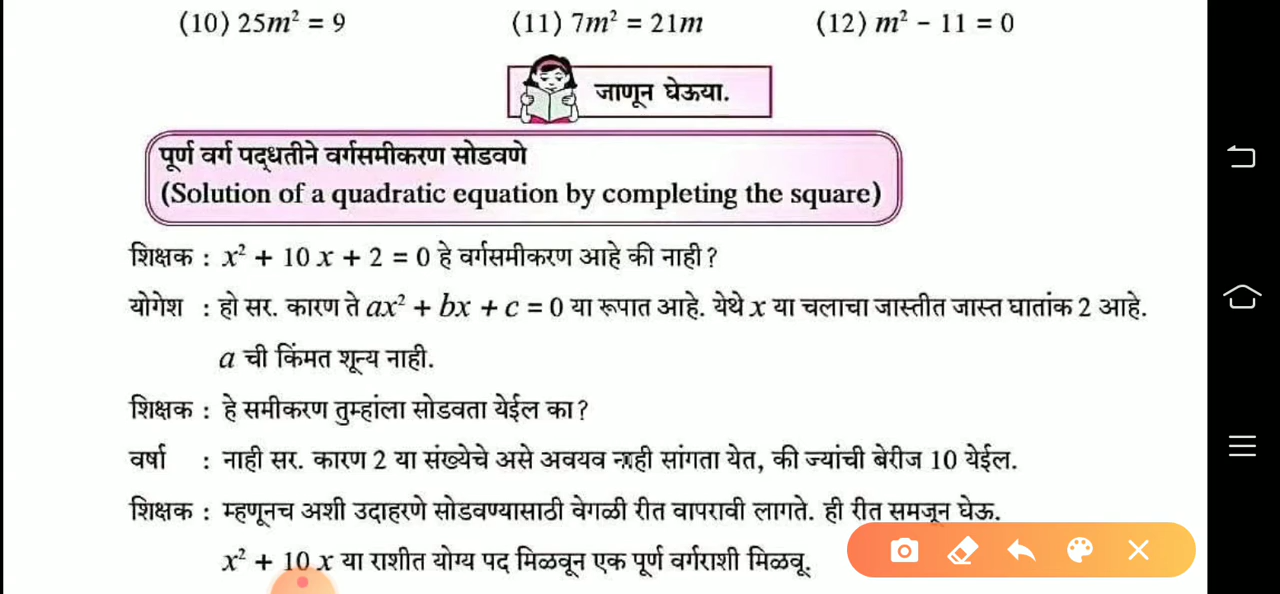 (10) 25m² = 9 (11) 7m² = 21m (12) m² - 11 = 0
जाणून घेऊया.
पूर्ण वर्ग पद्धतीने वर्गसमीकरण सोडवणे
(Solution of a quadratic equation by completing the square)
शिक्षक : x² + 10 x + 2 = 0 हे वर्गसमीकरण आहे की नाही?
योगेश : हो सर. कारण ते ax² + bx + c = 0 या रूपात आहे. येथे x या चलाचा जास्तीत जास्त घातांक 2 आहे.
a ची किंमत शून्य नाही.
शिक्षक : हे समीकरण तुम्हांला सोडवता येईल का?
वर्षा : नाही सर. कारण 2 या संख्येचे असे अवयव नाही सांगता येत, की ज्यांची बेरीज 10 येईल.
शिक्षक : म्हणूनच अशी उदाहरणे सोडवण्यासाठी वेगळी रीत वापरावी लागते. ही रीत समजून घेऊ.
x² + 10 x या राशीत योग्य पद मिळवून एक पूर्ण वर्गराशी मिळवू.